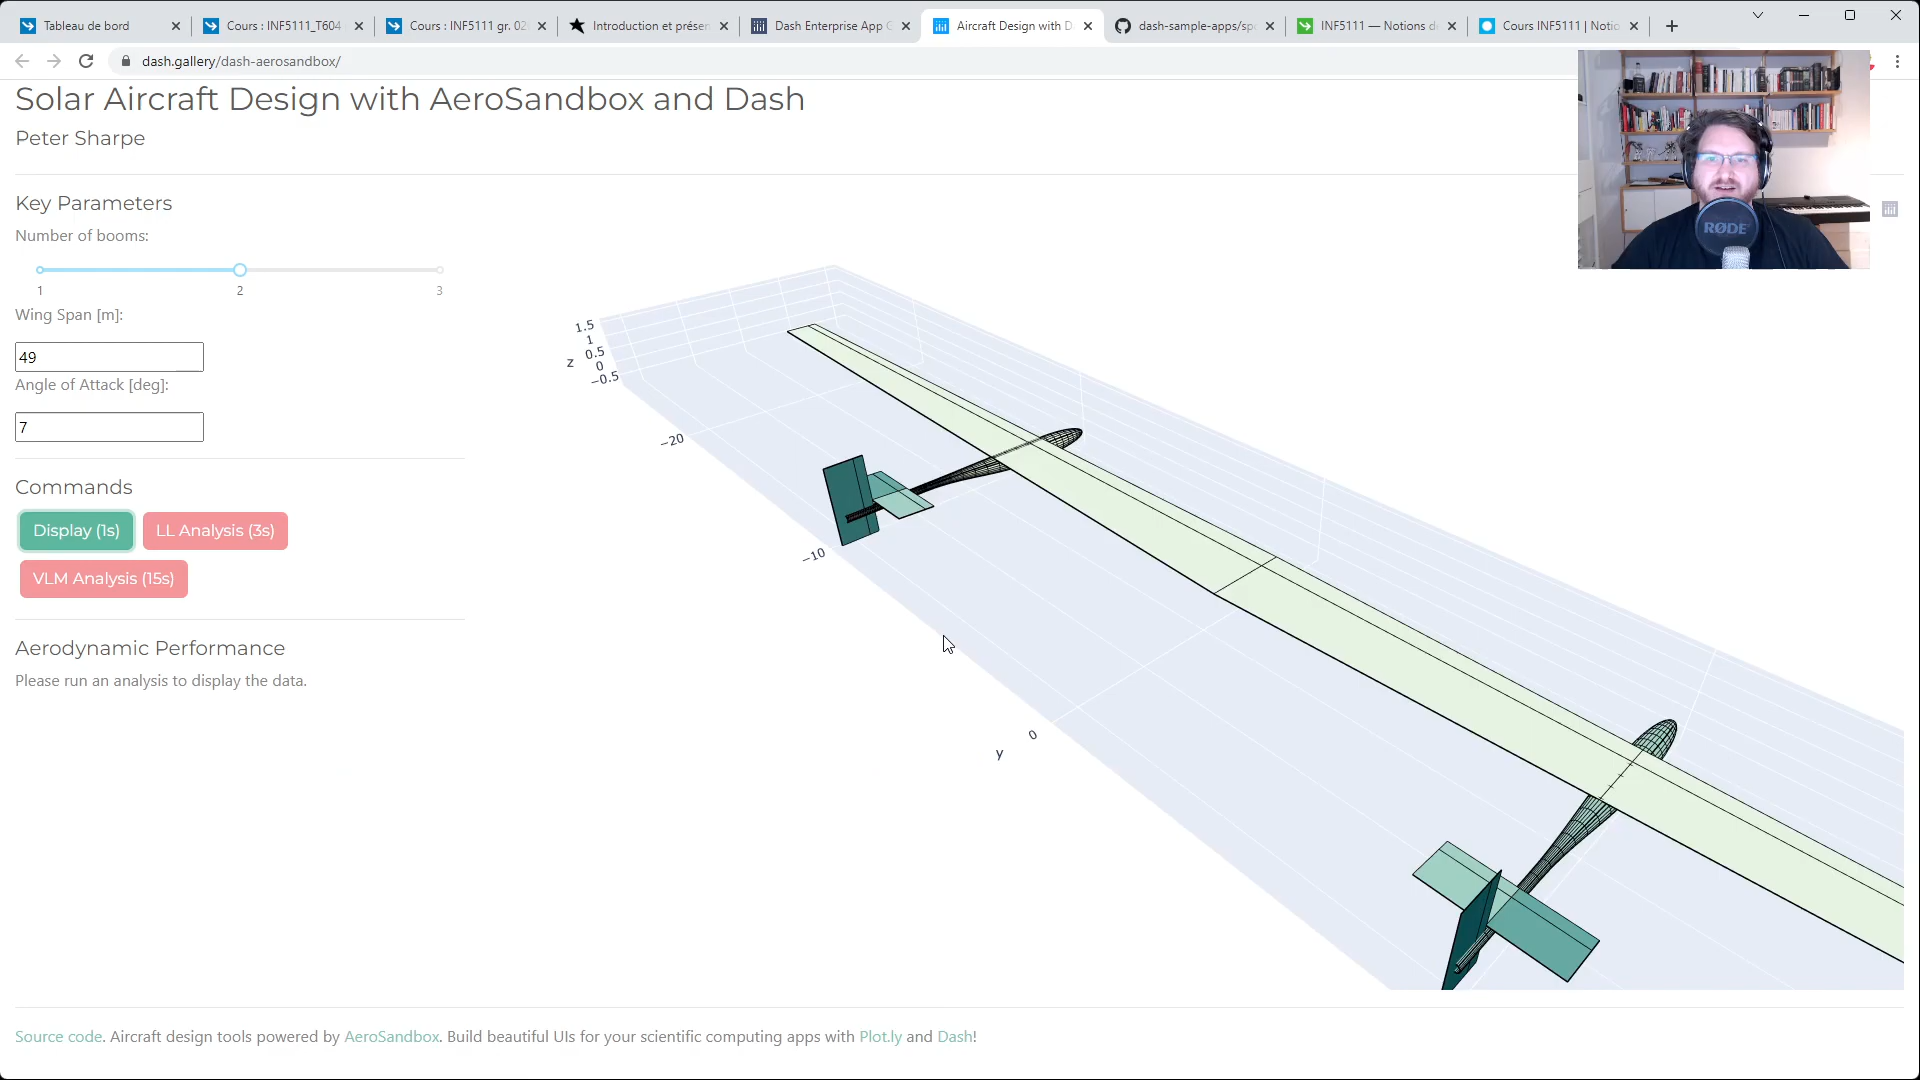 Tableau de bord
Cours : INF5111_T604
Cours : INF5111 gr. 02
Introduction et présen
Dash Enterprise App G
Aircraft Design with D
dash-sample-apps/sp
INF5111 — Notions d
Cours INF5111 | Notio
dash.gallery/dash-aerosandbox/
Solar Aircraft Design with AeroSandbox and Dash
Peter Sharpe
Key Parameters
Number of booms:
1 2 3
Wing Span [m]:
49
Angle of Attack [deg]:
7
Commands
Display (1s) LL Analysis (3s)
VLM Analysis (15s)
Aerodynamic Performance
Please run an analysis to display the data.
1.5
1
0.5
0
−0.5
z
−20
−10
0
y
RØDE
Source code. Aircraft design tools powered by AeroSandbox. Build beautiful UIs for your scientific computing apps with Plot.ly and Dash!